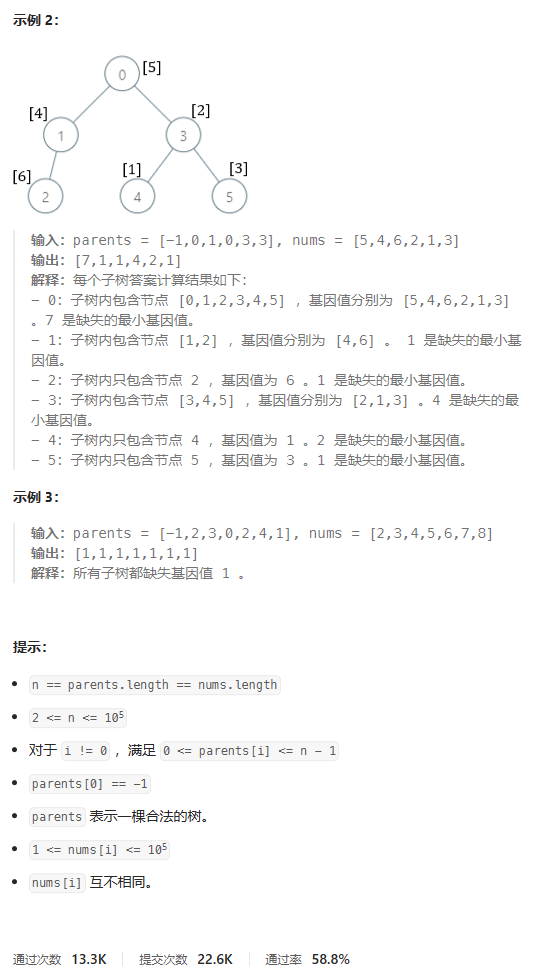 示例 2：
[5]
0
[4]
[2]
1
3
[6]
[1]
[3]
2
4
5
输入：parents = [-1,0,1,0,3,3], nums = [5,4,6,2,1,3]
输出：[7,1,1,4,2,1]
解释：每个子树答案计算结果如下：
- 0：子树内包含节点 [0,1,2,3,4,5] ，基因值分别为 [5,4,6,2,1,3]
。7 是缺失的最小基因值。
- 1：子树内包含节点 [1,2] ，基因值分别为 [4,6] 。 1 是缺失的最小基
因值。
- 2：子树内只包含节点 2 ，基因值为 6 。1 是缺失的最小基因值。
- 3：子树内包含节点 [3,4,5] ，基因值分别为 [2,1,3] 。4 是缺失的最
小基因值。
- 4：子树内只包含节点 4 ，基因值为 1 。2 是缺失的最小基因值。
- 5：子树内只包含节点 5 ，基因值为 3 。1 是缺失的最小基因值。
示例 3：
输入：parents = [-1,2,3,0,2,4,1], nums = [2,3,4,5,6,7,8]
输出：[1,1,1,1,1,1,1]
解释：所有子树都缺失基因值 1 。
提示：
• n == parents.length == nums.length
• 2 <= n <= 10⁵
• 对于 i != 0 ，满足 0 <= parents[i] <= n - 1
• parents[0] == -1
• parents 表示一棵合法的树。
• 1 <= nums[i] <= 10⁵
• nums[i] 互不相同。
通过次数 13.3K 提交次数 22.6K 通过率 58.8%